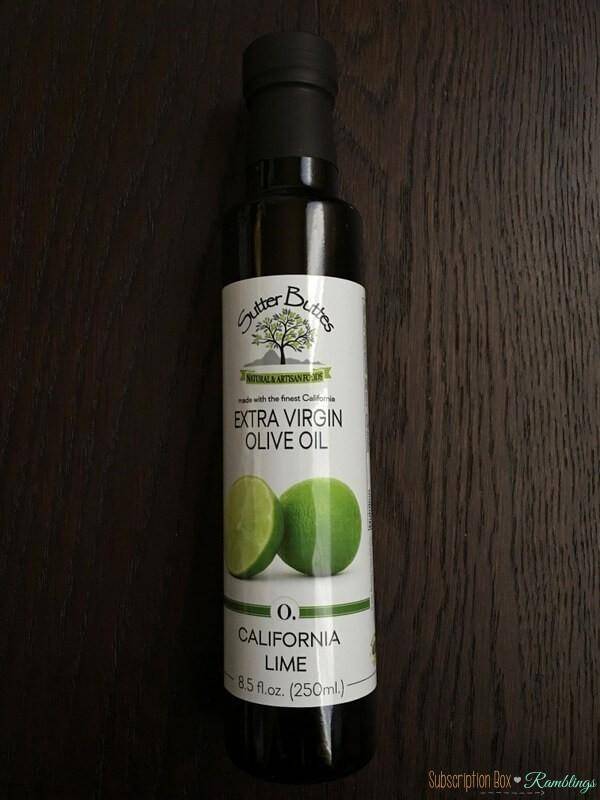 Sutter Buttes
NATURAL & ARTISAN FOODS
made with the finest California
EXTRA VIRGIN
OLIVE OIL
O.
CALIFORNIA
LIME
8.5 fl.oz. (250ml.)
Subscription Box ♥ Ramblings